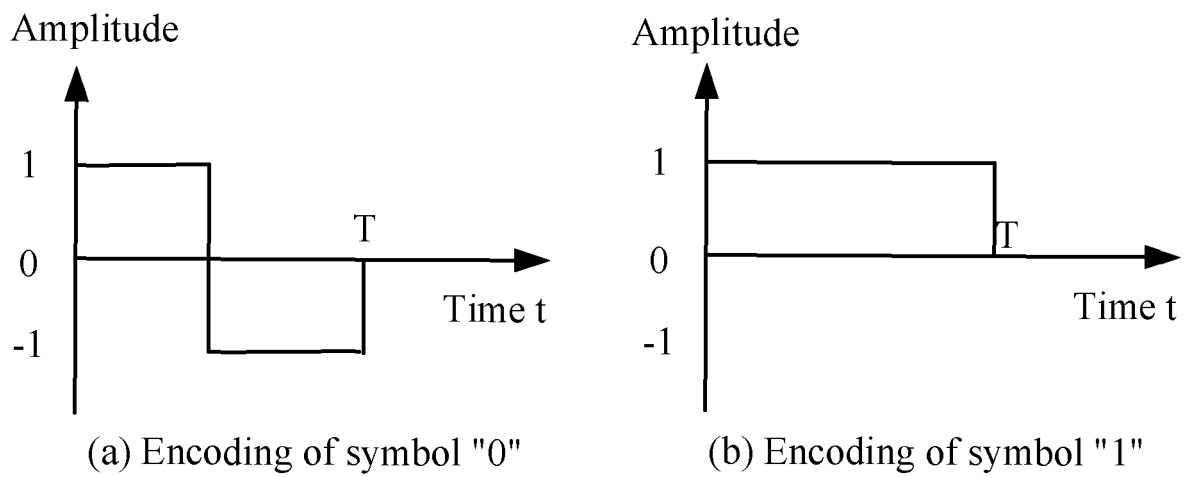 Amplitude
1
0
-1
T
Time t
(a) Encoding of symbol "0"
Amplitude
1
0
-1
T
Time t
(b) Encoding of symbol "1"